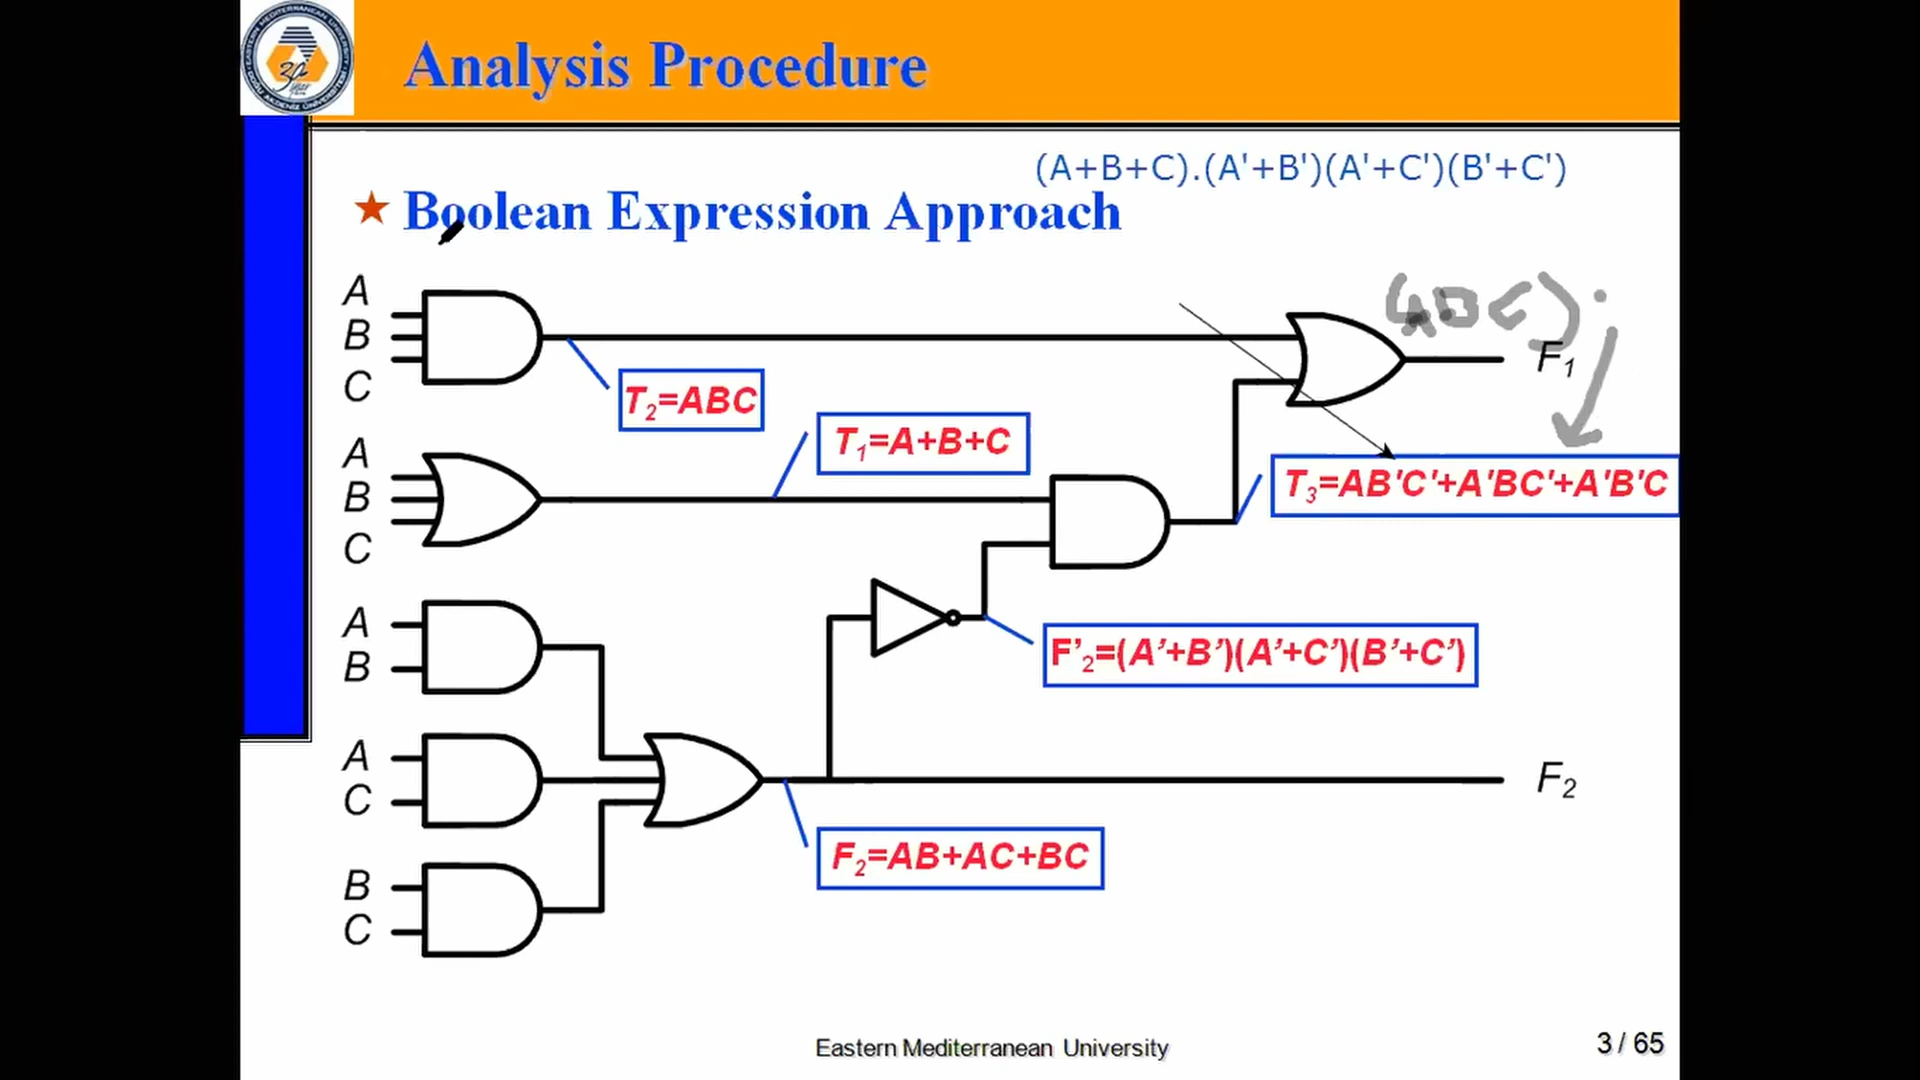 Analysis Procedure
(A+B+C).(A'+B')(A'+C')(B'+C')
★ Boolean Expression Approach
A
B
C
T₂=ABC
F₁
T₁=A+B+C
A
B
C
T₃=AB'C'+A'BC'+A'B'C
A
B
F'₂=(A'+B')(A'+C')(B'+C')
A
C
F₂
F₂=AB+AC+BC
B
C
Eastern Mediterranean University
3 / 65